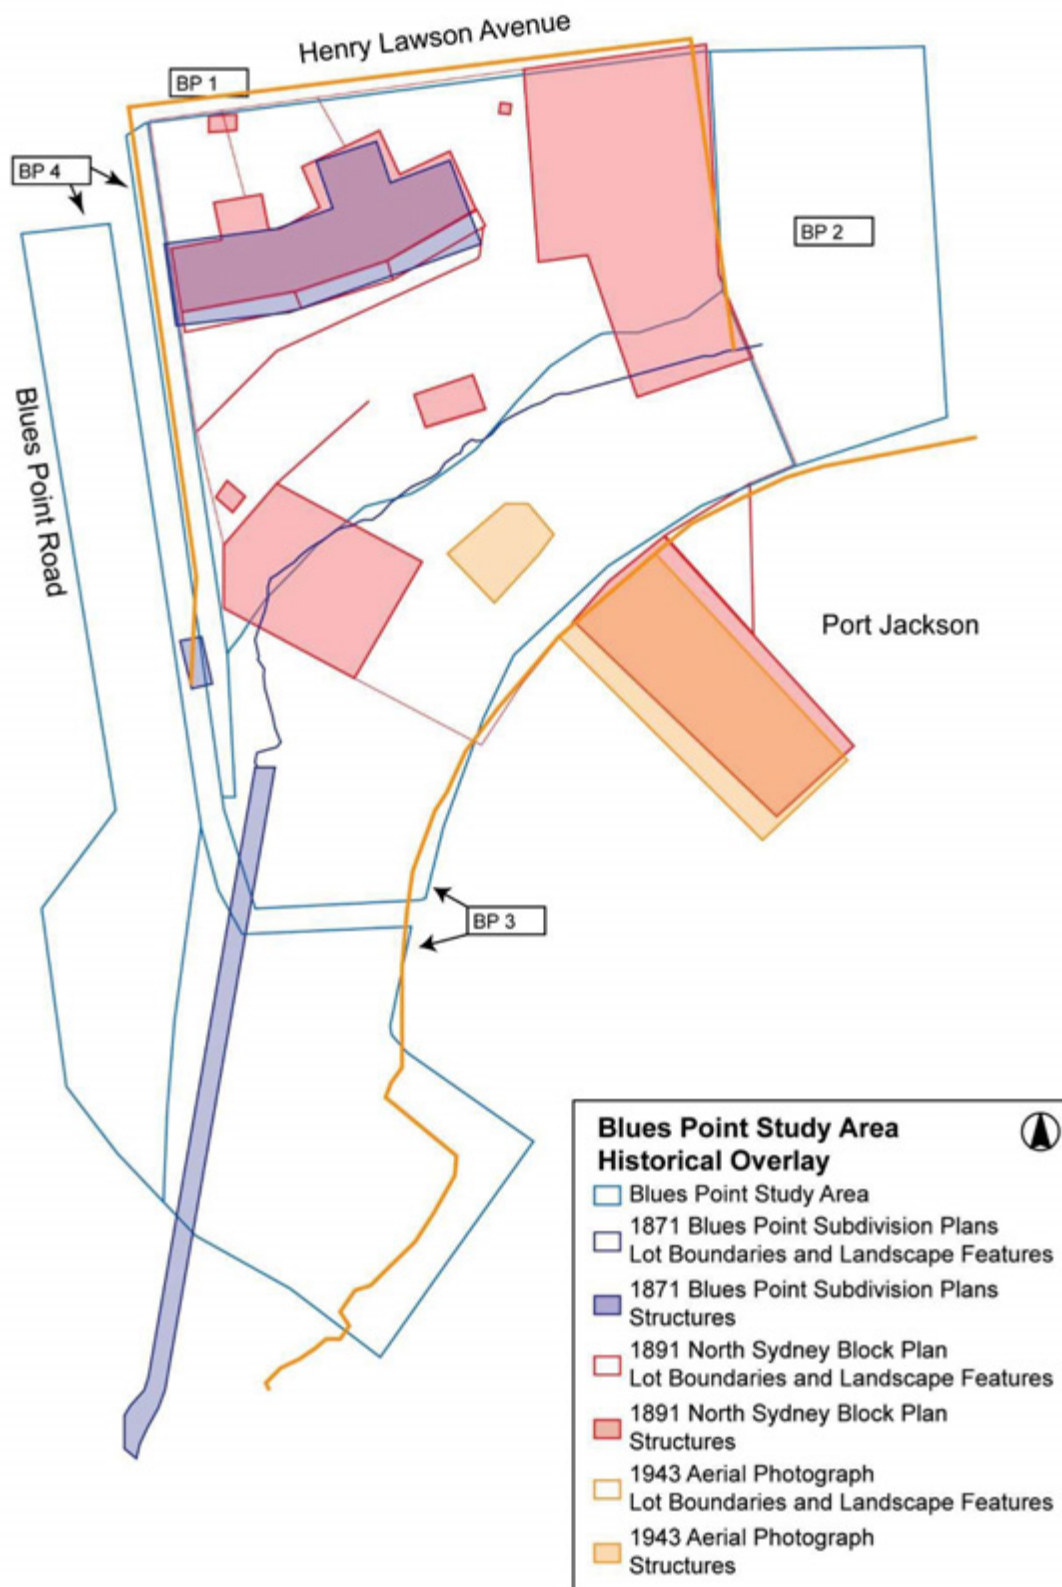 Henry Lawson Avenue
BP 1
BP 4
BP 2
Blues Point Road
Port Jackson
BP 3
Blues Point Study Area
Historical Overlay
Blues Point Study Area
1871 Blues Point Subdivision Plans
Lot Boundaries and Landscape Features
1871 Blues Point Subdivision Plans
Structures
1891 North Sydney Block Plan
Lot Boundaries and Landscape Features
1891 North Sydney Block Plan
Structures
1943 Aerial Photograph
Lot Boundaries and Landscape Features
1943 Aerial Photograph
Structures